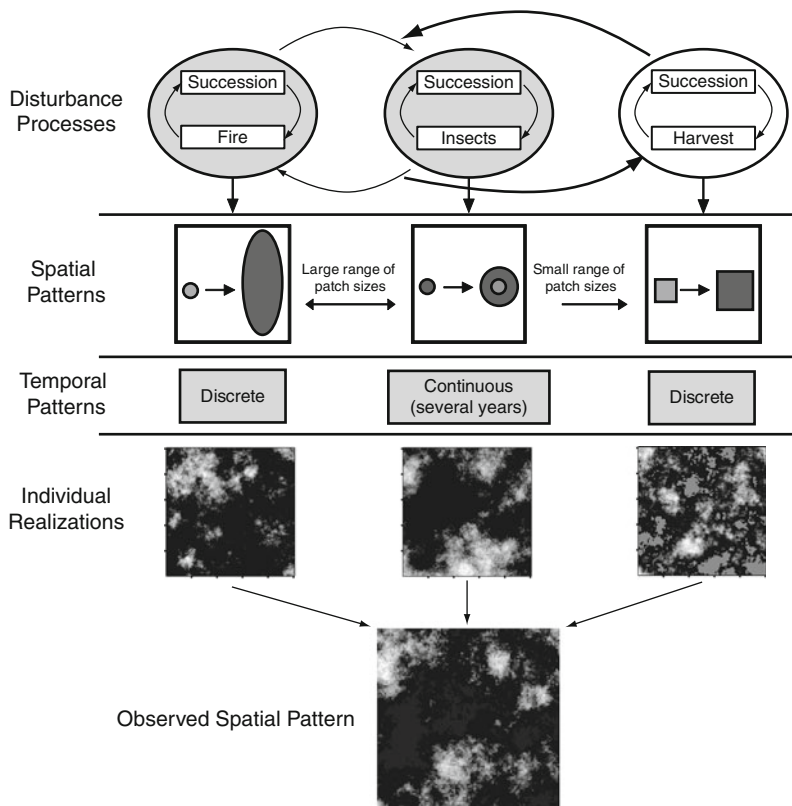 Disturbance
Processes
Succession
Fire
Succession
Insects
Succession
Harvest
Spatial
Patterns
Large range of
patch sizes
Small range of
patch sizes
Temporal
Patterns
Discrete
Continuous
(several years)
Discrete
Individual
Realizations
Observed Spatial Pattern